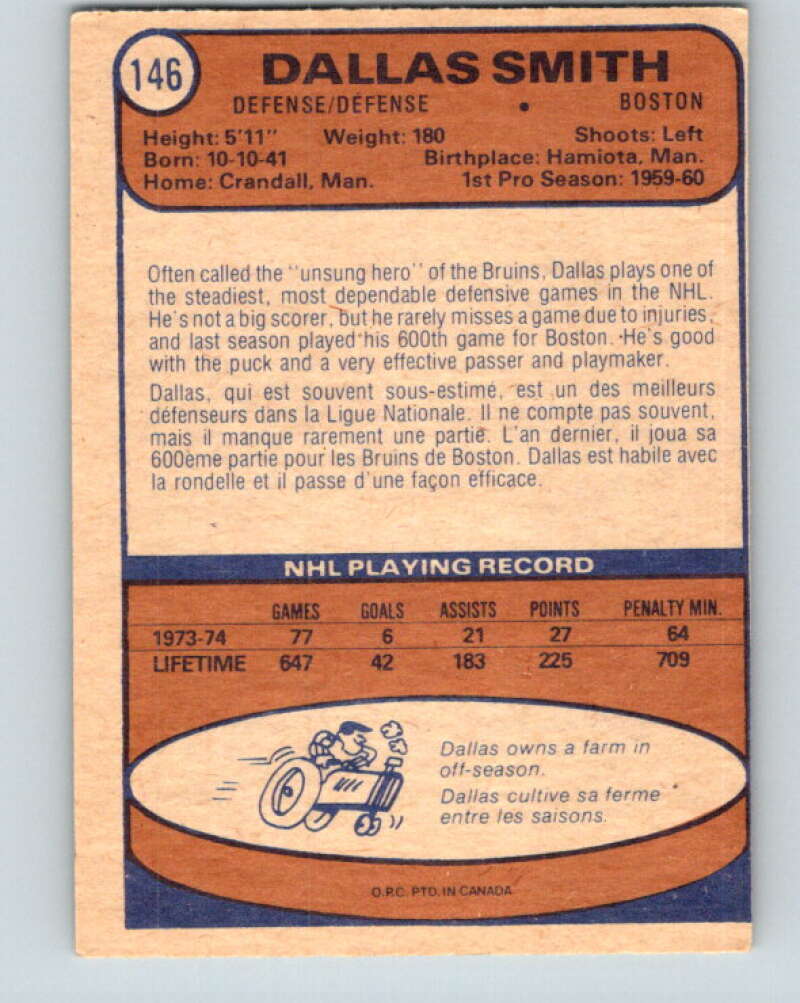 146
DALLAS SMITH
DEFENSE/DÉFENSE • BOSTON
Height: 5'11" Weight: 180 Shoots: Left
Born: 10-10-41 Birthplace: Hamiota, Man.
Home: Crandall, Man. 1st Pro Season: 1959-60
Often called the "unsung hero" of the Bruins, Dallas plays one of
the steadiest, most dependable defensive games in the NHL.
He's not a big scorer, but he rarely misses a game due to injuries,
and last season played his 600th game for Boston. He's good
with the puck and a very effective passer and playmaker.
Dallas, qui est souvent sous-estimé, est un des meilleurs
défenseurs dans la Ligue Nationale. Il ne compte pas souvent,
mais il manque rarement une partie. L'an dernier, il joua sa
600ème partie pour les Bruins de Boston. Dallas est habile avec
la rondelle et il passe d'une façon efficace.
NHL PLAYING RECORD
GAMES GOALS ASSISTS POINTS PENALTY MIN.
1973-74 77 6 21 27 64
LIFETIME 647 42 183 225 709
Dallas owns a farm in
off-season.
Dallas cultive sa ferme
entre les saisons.
O.P.C. PTD. IN CANADA